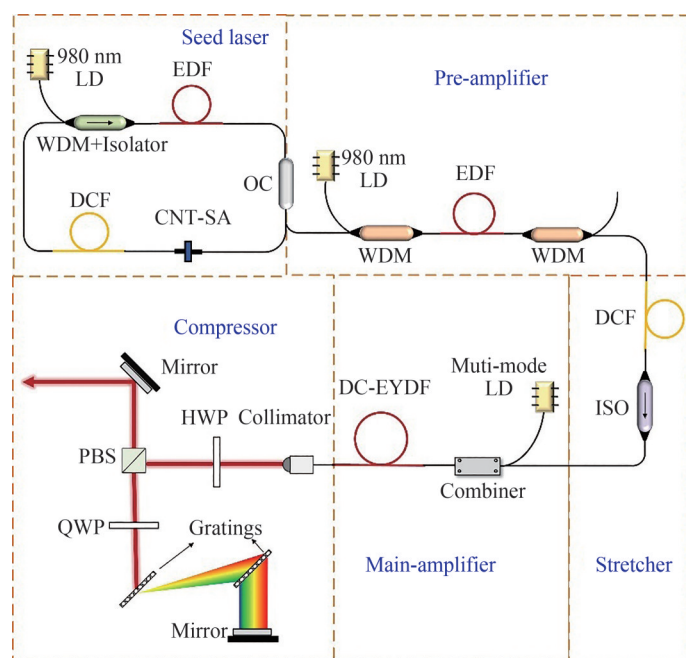 Seed laser
980 nm
LD
EDF
WDM+Isolator
OC
DCF
CNT-SA
Pre-amplifier
980 nm
LD
EDF
WDM
WDM
Compressor
Mirror
HWP
Collimator
PBS
QWP
Gratings
Mirror
DC-EYDF
Muti-mode
LD
Combiner
Main-amplifier
DCF
ISO
Stretcher